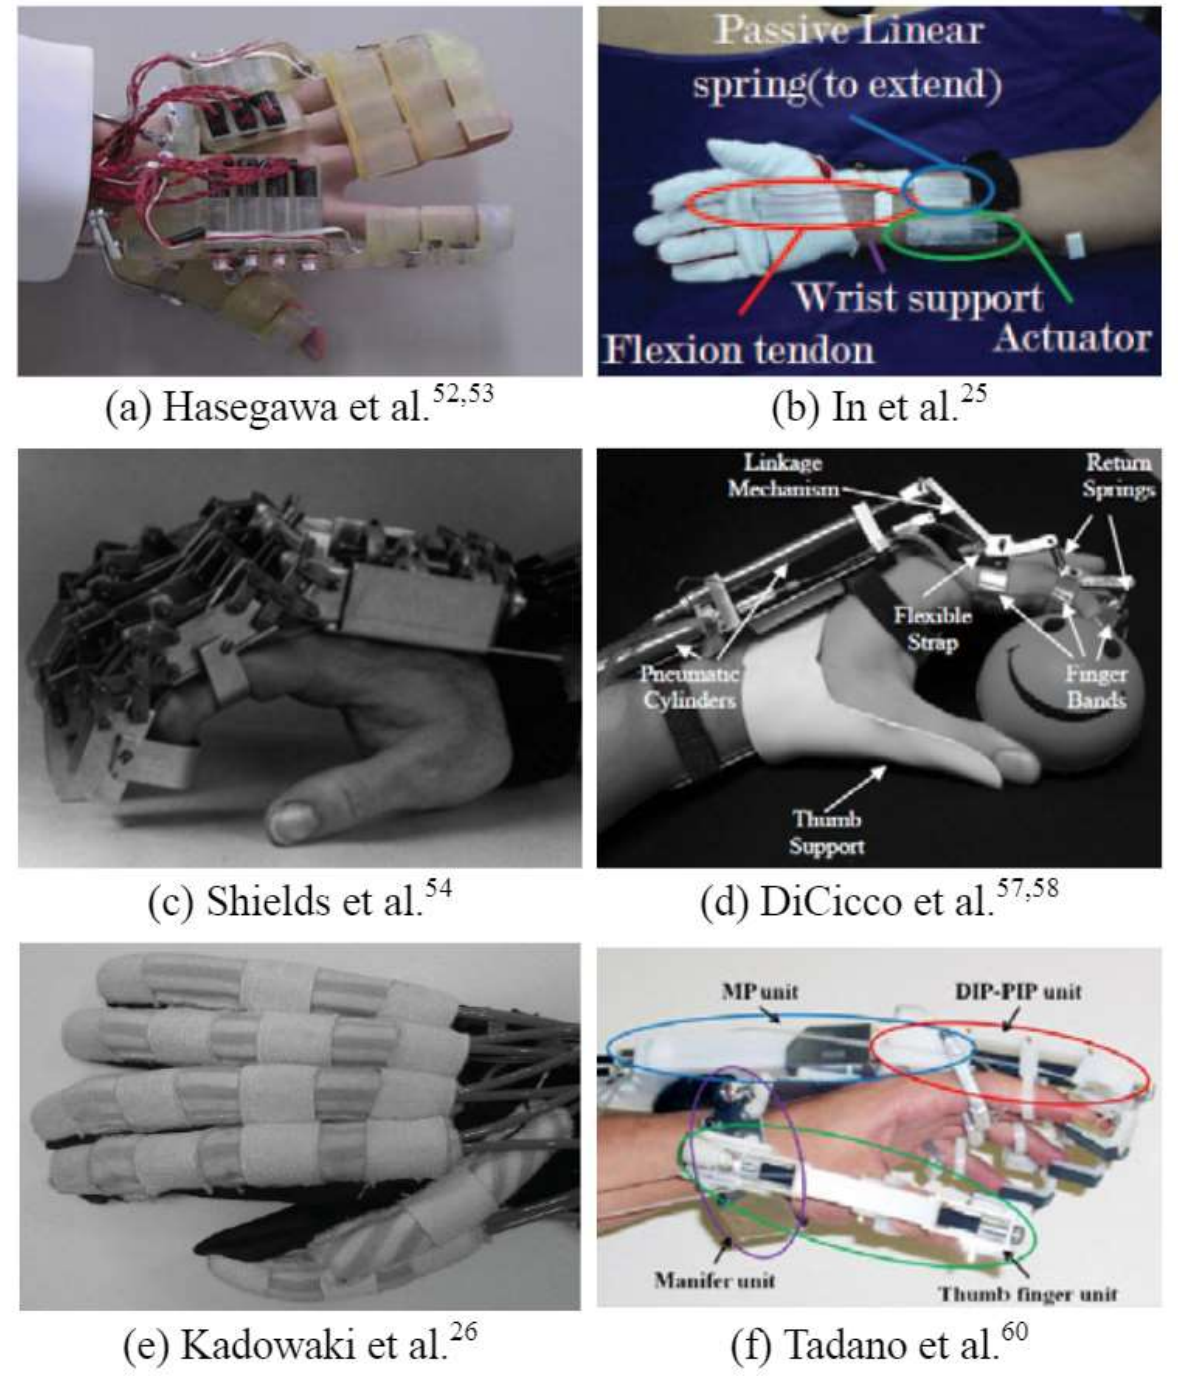 Passive Linear
spring(to extend)
Wrist support
Actuator
Flexion tendon
(a) Hasegawa et al.52,53
(b) In et al.25
Linkage
Mechanism
Return
Springs
Flexible
Strap
Pneumatic
Cylinders
Finger
Bands
Thumb
Support
(c) Shields et al.54
(d) DiCicco et al.57,58
MP unit
DIP-PIP unit
Manifer unit
Thumb finger unit
(e) Kadowaki et al.26
(f) Tadano et al.60